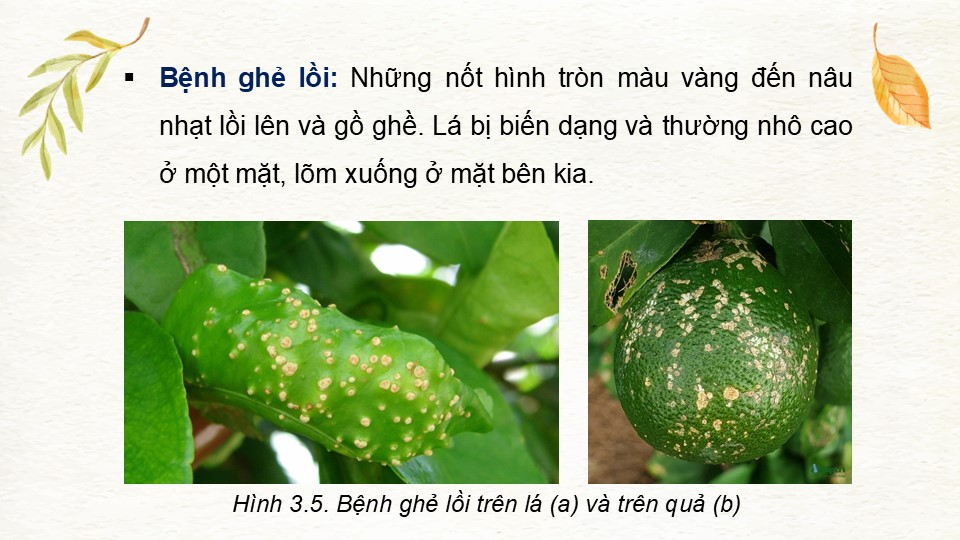 ▪ Bệnh ghẻ lồi: Những nốt hình tròn màu vàng đến nâu
nhạt lồi lên và gồ ghề. Lá bị biến dạng và thường nhô cao
ở một mặt, lõm xuống ở mặt bên kia.
Hình 3.5. Bệnh ghẻ lồi trên lá (a) và trên quả (b)